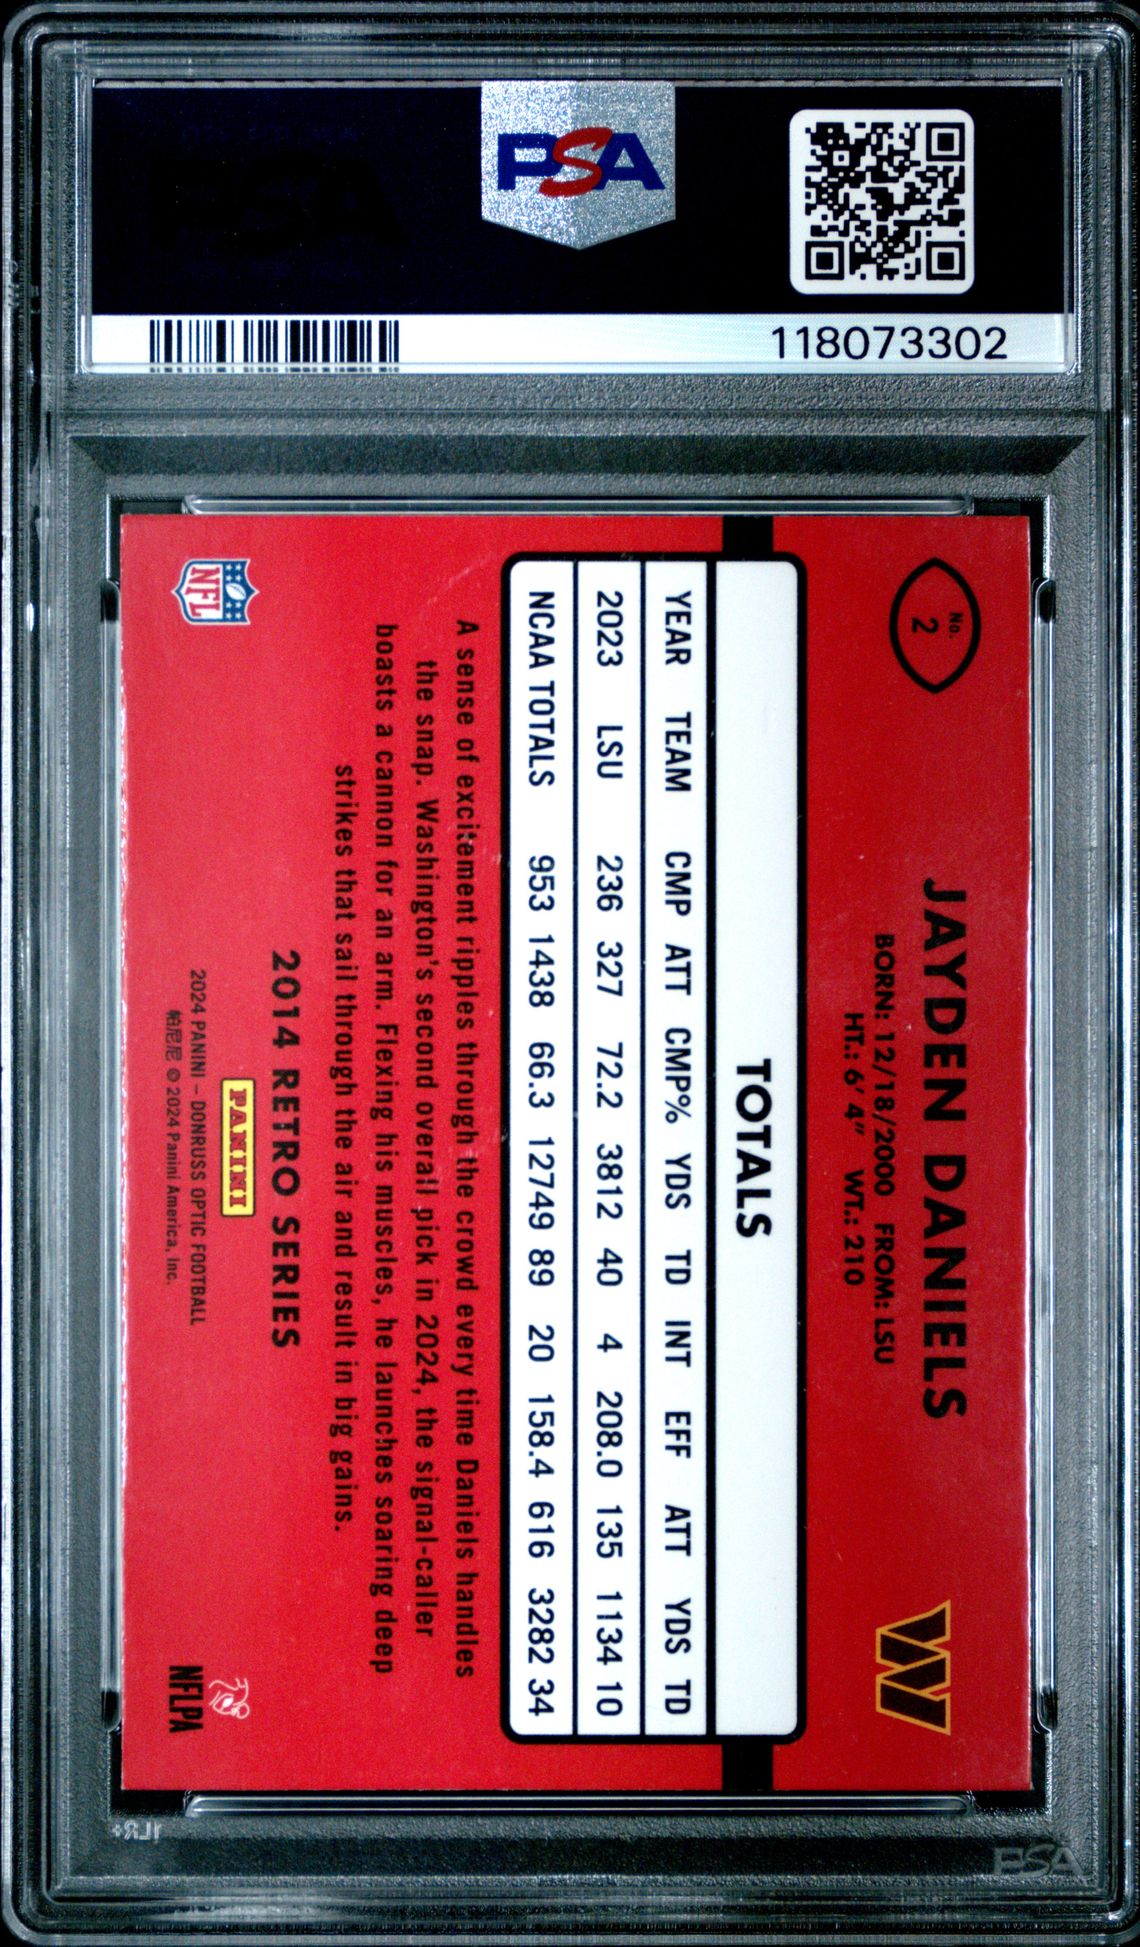 PSA
118073302
No.
2
JAYDEN DANIELS
BORN: 12/18/2000 FROM: LSU
HT.: 6' 4" WT.: 210
TOTALS
YEAR TEAM CMP ATT CMP% YDS TD INT EFF ATT YDS TD
2023 LSU 236 327 72.2 3812 40 4 208.0 135 1134 10
NCAA TOTALS 953 1438 66.3 12749 89 20 158.4 616 3282 34
A sense of excitement ripples through the crowd every time Daniels handles
the snap. Washington's second overall pick in 2024, the signal-caller
boasts a cannon for an arm. Flexing his muscles, he launches soaring deep
strikes that sail through the air and result in big gains.
2014 RETRO SERIES
PANINI
2024 PANINI – DONRUSS OPTIC FOOTBALL
帕尼尼 © 2024 Panini America, Inc.
NFL
W
NFLPA
1LR+
PSA